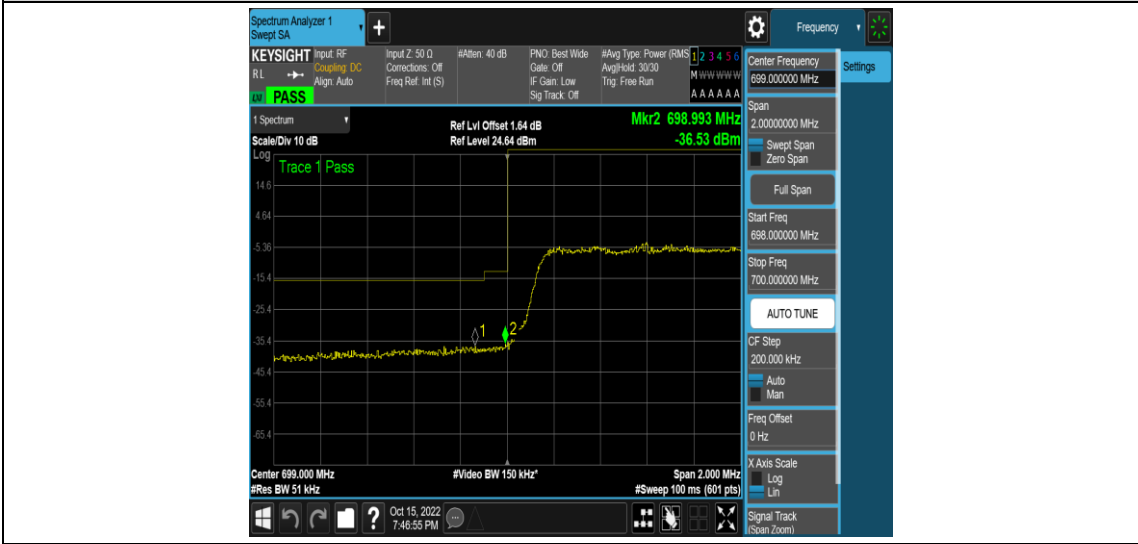 Spectrum Analyzer 1
Swept SA
+
Frequency
KEYSIGHT
RL
PASS
Input: RF
Coupling: DC
Align: Auto
Input Z: 50 Ω
Corrections: Off
Freq Ref: Int (S)
#Atten: 40 dB
PNO: Best Wide
Gate: Off
IF Gain: Low
Sig Track: Off
#Avg Type: Power (RMS
Avg|Hold: 30/30
Trig: Free Run
1 2 3 4 5 6
M W W W W W
A A A A A A
1 Spectrum
Scale/Div 10 dB
Ref Lvl Offset 1.64 dB
Ref Level 24.64 dBm
Mkr2 698.993 MHz
-36.53 dBm
Log
Trace 1 Pass
14.6
4.64
-5.36
-15.4
-25.4
-35.4
-45.4
-55.4
-65.4
1
2
Center 699.000 MHz
#Res BW 51 kHz
#Video BW 150 kHz*
Span 2.000 MHz
#Sweep 100 ms (601 pts)
?
Oct 15, 2022
7:46:55 PM
Center Frequency
699.000000 MHz
Span
2.00000000 MHz
Swept Span
Zero Span
Full Span
Start Freq
698.000000 MHz
Stop Freq
700.000000 MHz
AUTO TUNE
CF Step
200.000 kHz
Auto
Man
Freq Offset
0 Hz
X Axis Scale
Log
Lin
Signal Track
(Span Zoom)
Settings